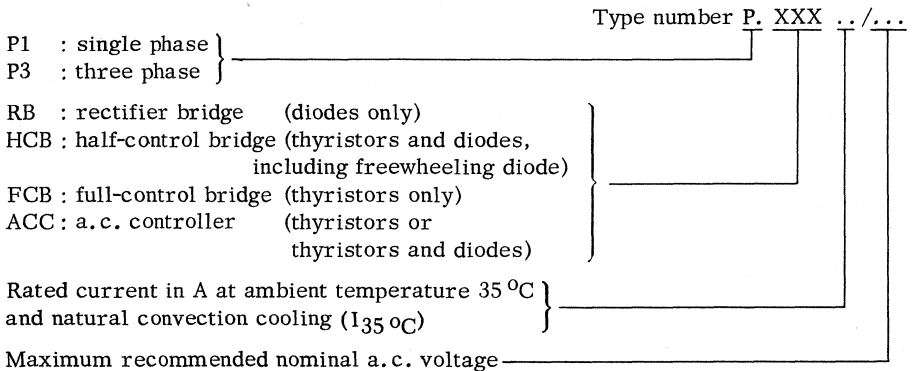 Type number P. XXX ../...
P1 : single phase
P3 : three phase
RB : rectifier bridge (diodes only)
HCB : half-control bridge (thyristors and diodes,
including freewheeling diode)
FCB : full-control bridge (thyristors only)
ACC : a.c. controller (thyristors or
thyristors and diodes)
Rated current in A at ambient temperature 35 °C
and natural convection cooling (I35 °C)
Maximum recommended nominal a.c. voltage